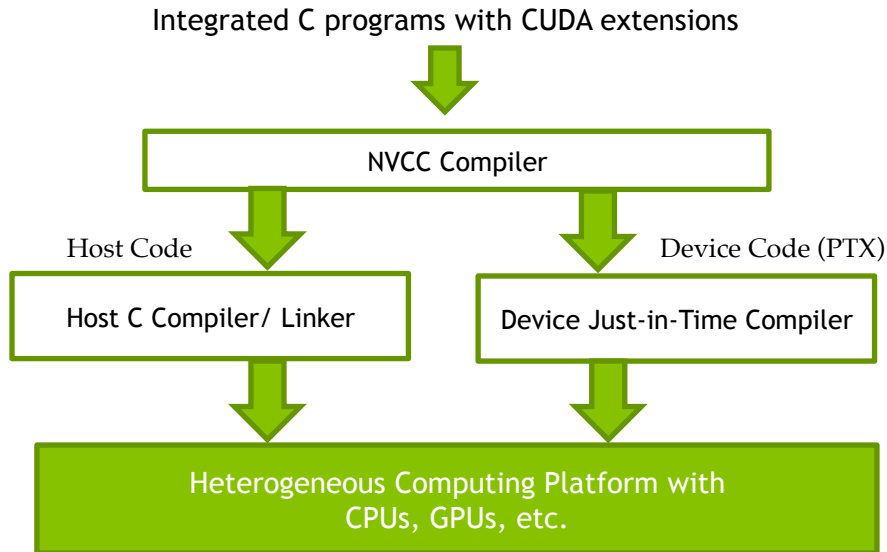 Integrated C programs with CUDA extensions
NVCC Compiler
Host Code
Device Code (PTX)
Host C Compiler/ Linker
Device Just-in-Time Compiler
Heterogeneous Computing Platform with
CPUs, GPUs, etc.